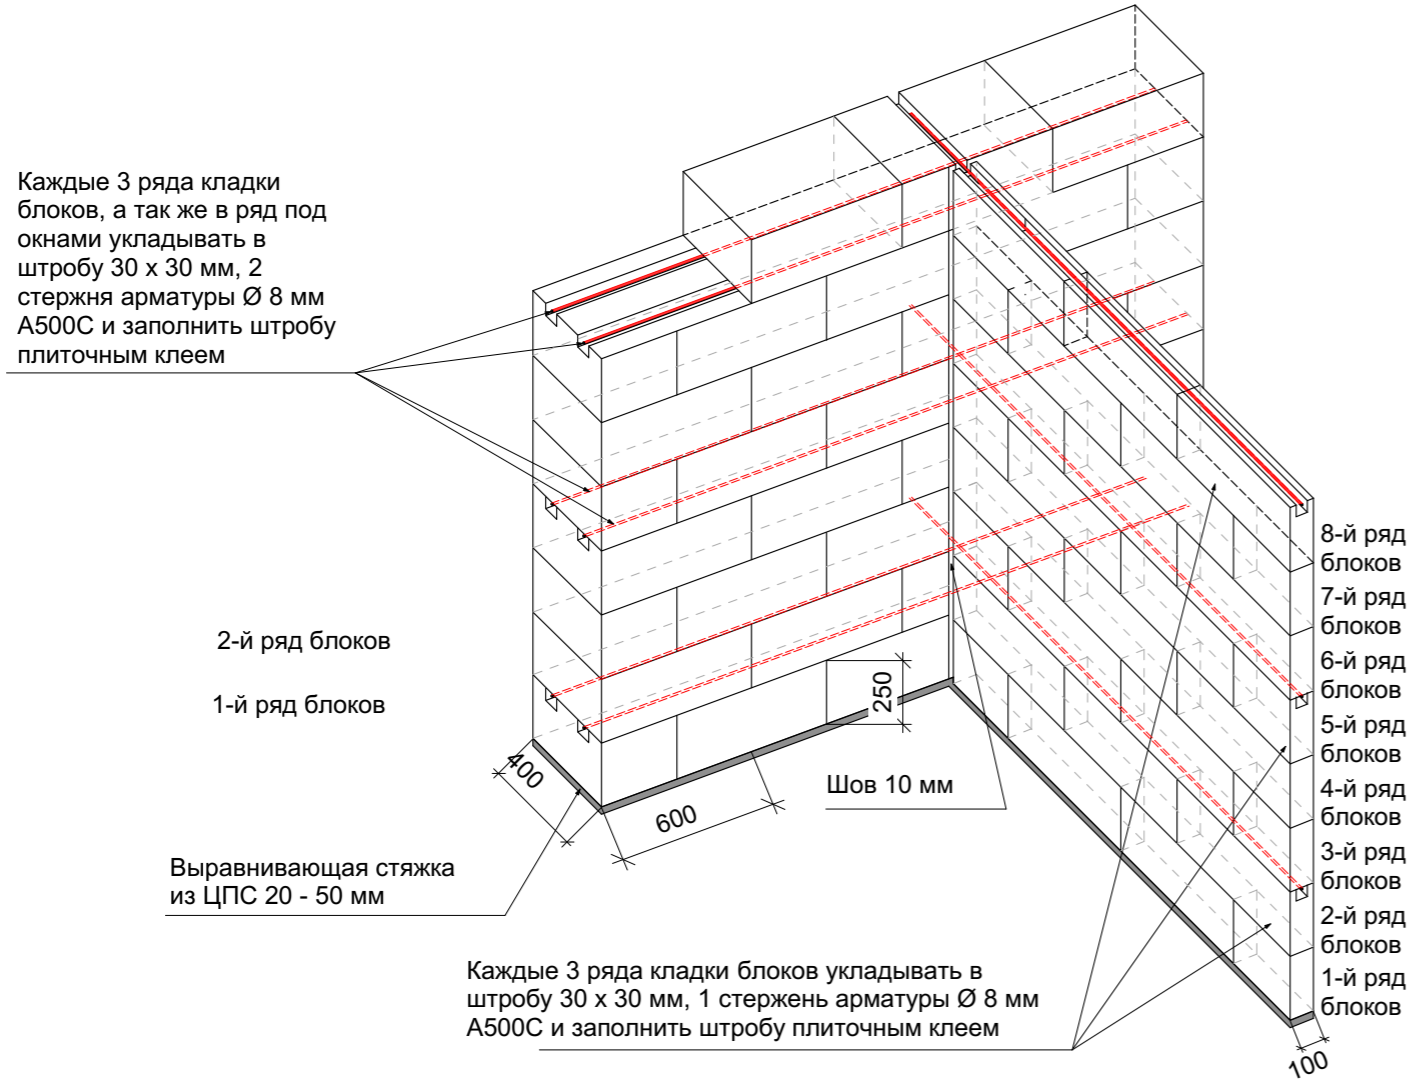 Каждые 3 ряда кладки
блоков, а так же в ряд под
окнами укладывать в
штробу 30 х 30 мм, 2
стержня арматуры Ø 8 мм
А500С и заполнить штробу
плиточным клеем
2-й ряд блоков
1-й ряд блоков
400
600
250
Шов 10 мм
Выравнивающая стяжка
из ЦПС 20 - 50 мм
Каждые 3 ряда кладки блоков укладывать в
штробу 30 х 30 мм, 1 стержень арматуры Ø 8 мм
А500С и заполнить штробу плиточным клеем
8-й ряд
блоков
7-й ряд
блоков
6-й ряд
блоков
5-й ряд
блоков
4-й ряд
блоков
3-й ряд
блоков
2-й ряд
блоков
1-й ряд
блоков
100